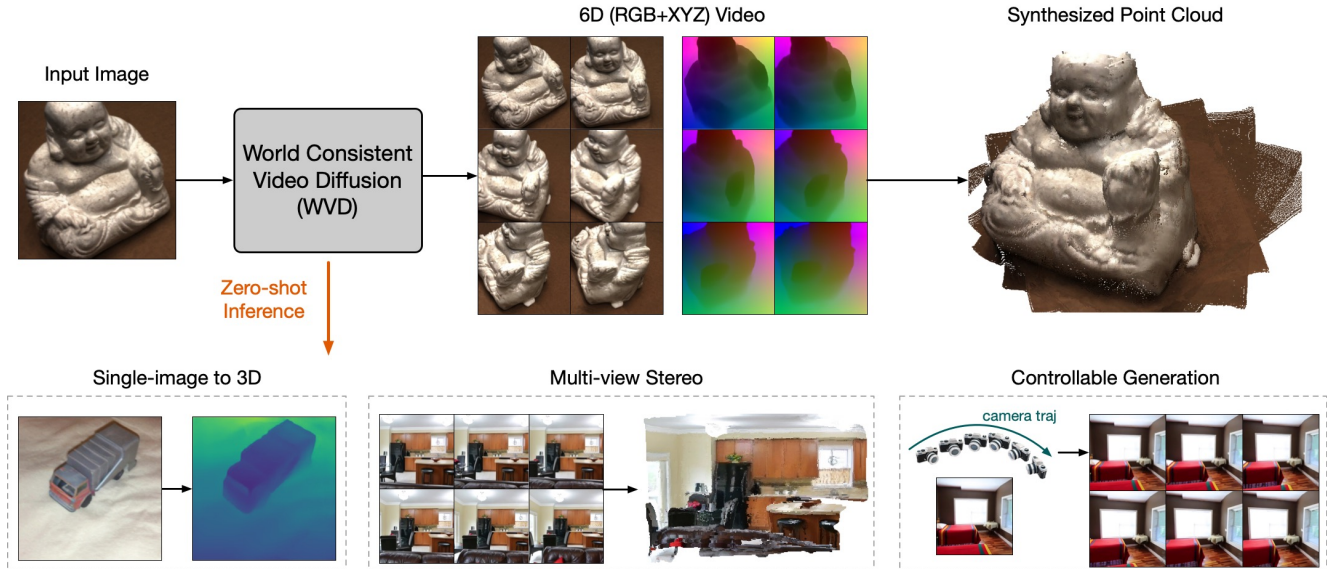 6D (RGB+XYZ) Video
Synthesized Point Cloud
Input Image
World Consistent
Video Diffusion
(WVD)
Zero-shot
Inference
Single-image to 3D
Multi-view Stereo
Controllable Generation
camera traj